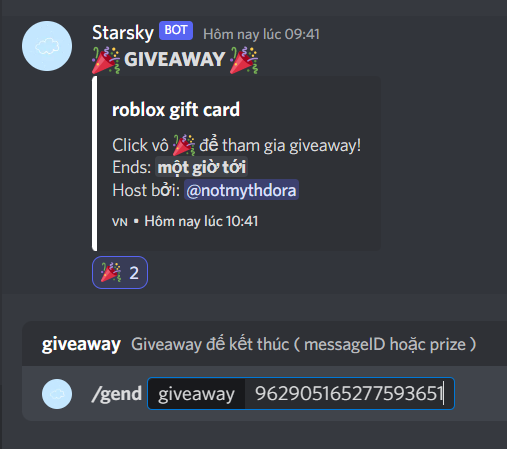 Starsky BOT Hôm nay lúc 09:41
🎉 GIVEAWAY 🎉
roblox gift card
Click vô 🎉 để tham gia giveaway!
Ends: một giờ tới
Host bởi: @notmythdora
VN • Hôm nay lúc 10:41
🎉 2
giveaway Giveaway để kết thúc ( messageID hoặc prize )
/gend giveaway 962905165277593651